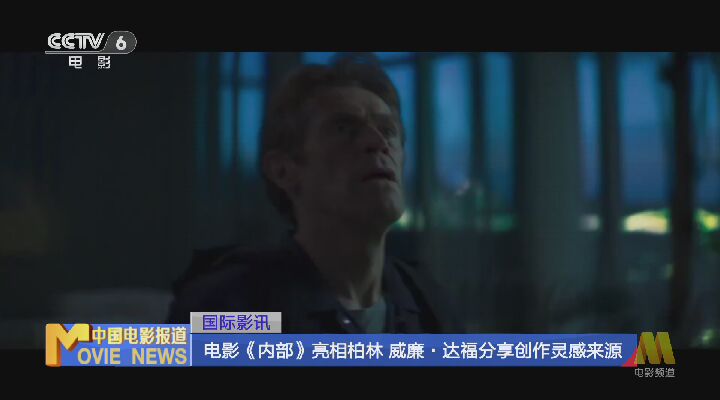 CCTV 6
电影
国际影讯
中国电影报道
MOVIE NEWS
电影《内部》亮相柏林 威廉·达福分享创作灵感来源
电影频道